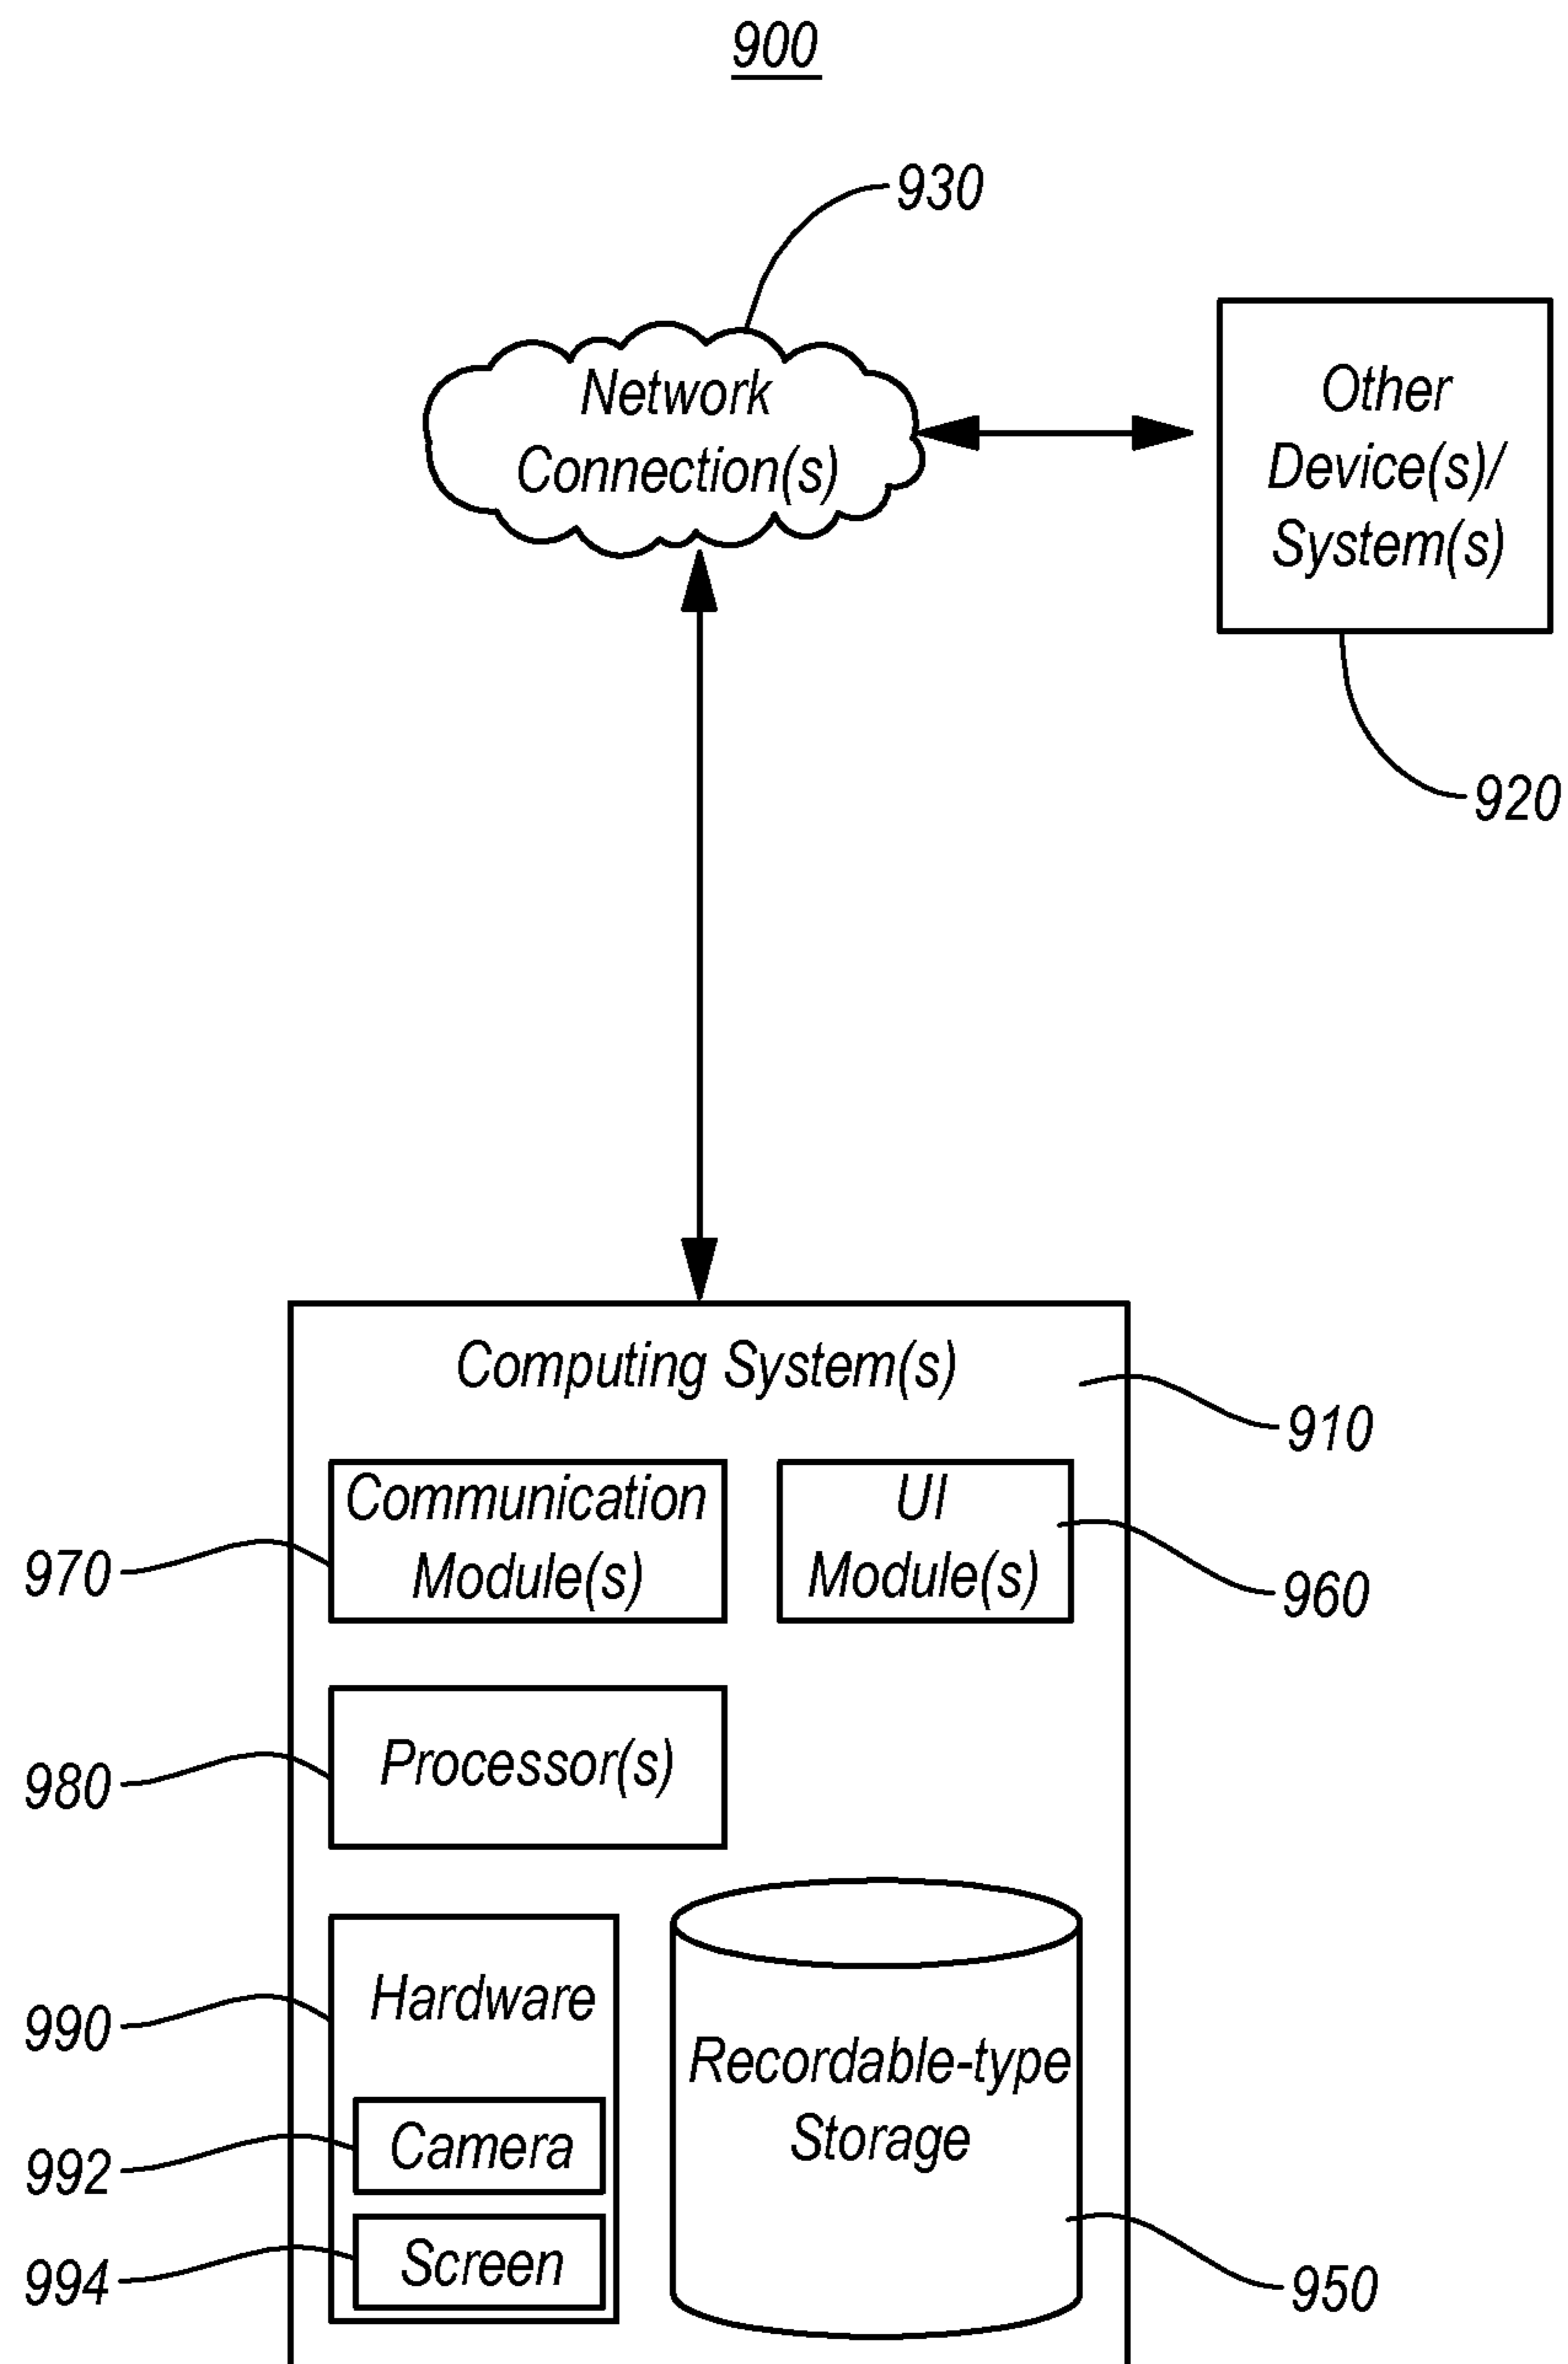 900
930
Network
Connection(s)
Other
Device(s)/
System(s)
920
Computing System(s)
910
Communication
Module(s)
UI
Module(s)
970
960
Processor(s)
980
Hardware
990
Recordable-type
Storage
Camera
992
Screen
994
950